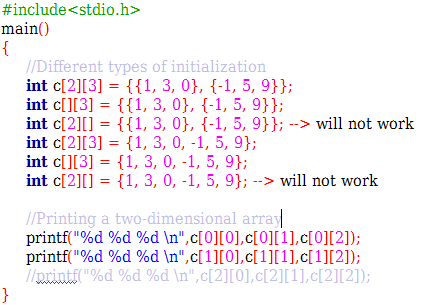 #include<stdio.h>
main()
{
//Different types of initialization
int c[2][3] = {{1, 3, 0}, {-1, 5, 9}};
int c[][3] = {{1, 3, 0}, {-1, 5, 9}};
int c[2][] = {{1, 3, 0}, {-1, 5, 9}}; --> will not work
int c[2][3] = {1, 3, 0, -1, 5, 9};
int c[][3] = {1, 3, 0, -1, 5, 9};
int c[2][] = {1, 3, 0, -1, 5, 9}; --> will not work
//Printing a two-dimensional array
printf("%d %d %d \n",c[0][0],c[0][1],c[0][2]);
printf("%d %d %d \n",c[1][0],c[1][1],c[1][2]);
//printf("%d %d %d \n",c[2][0],c[2][1],c[2][2]);
}